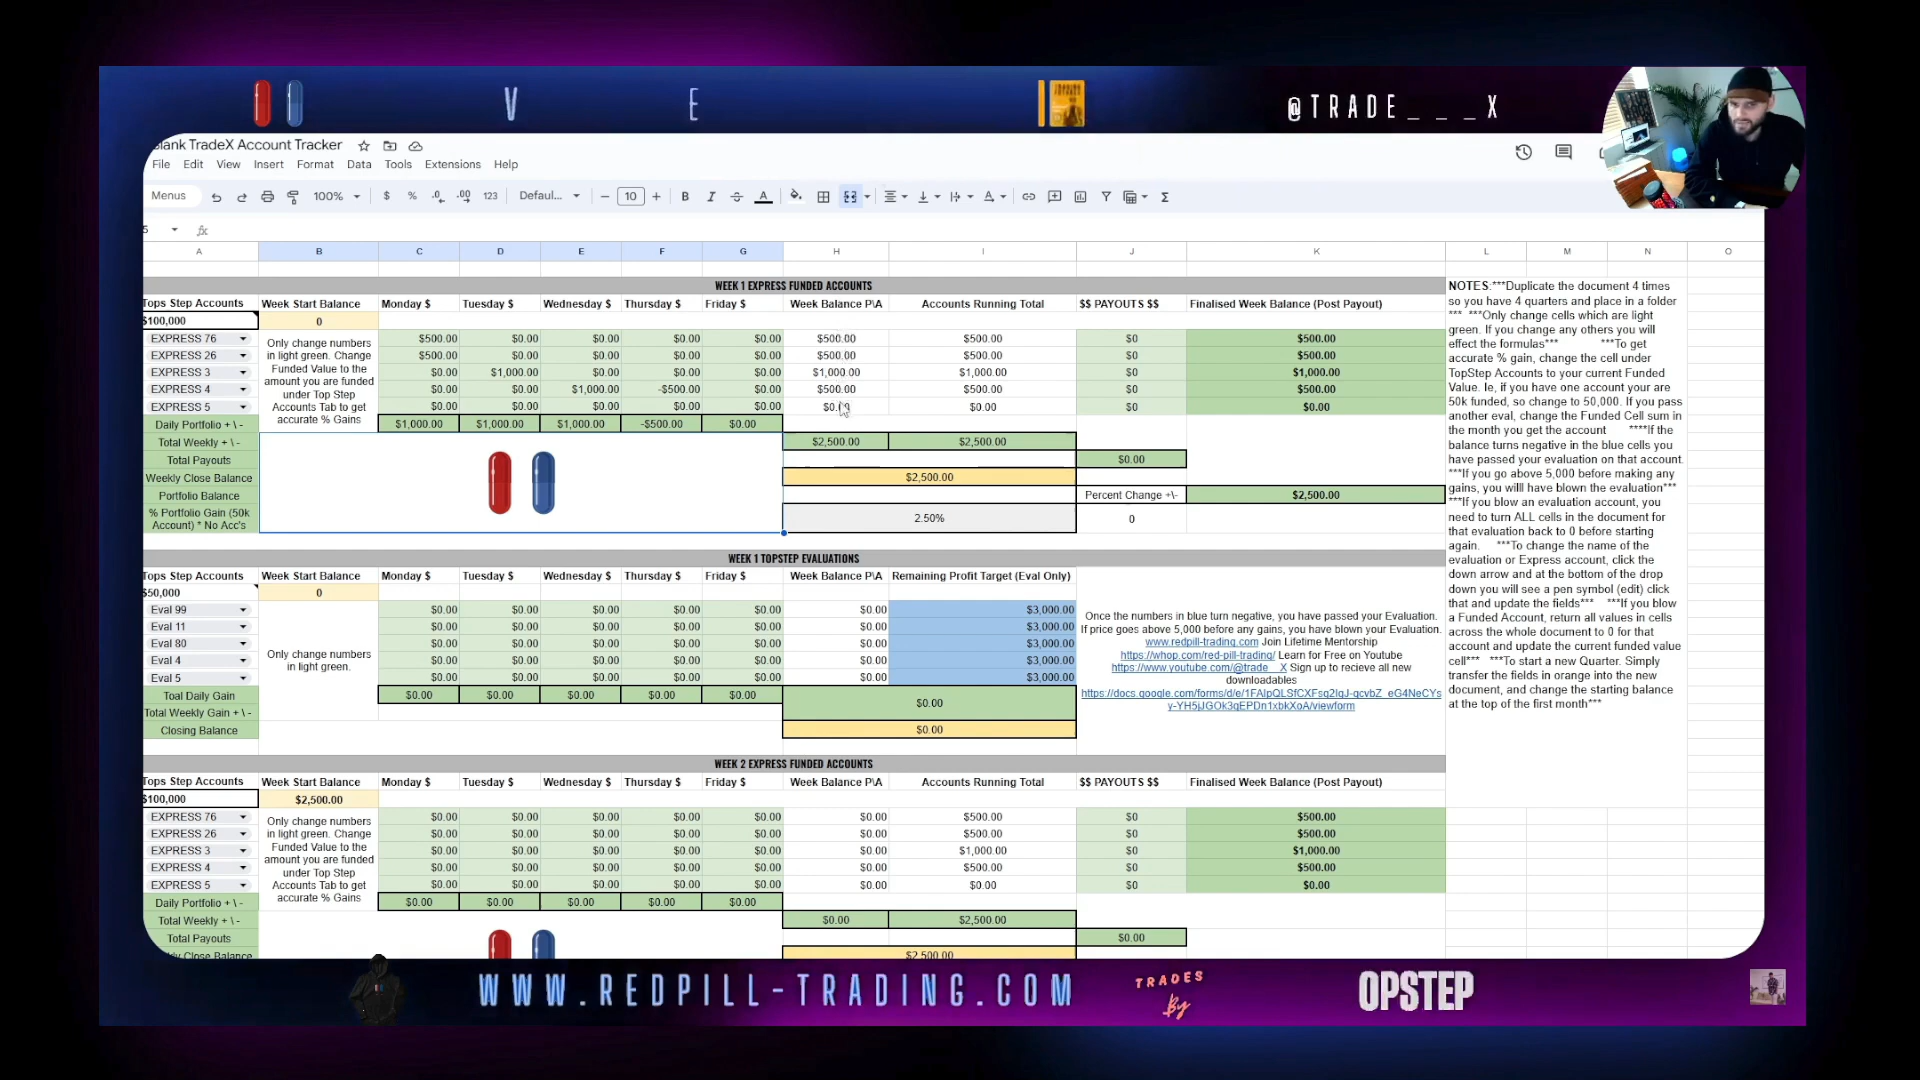 V E @TRADE___X
Blank TradeX Account Tracker
File Edit View Insert Format Data Tools Extensions Help
Menus 100% $ % .0 .00 123 Defaul... 10 B I A
5 fx
A B C D E F G H I J K L M N O
WEEK 1 EXPRESS FUNDED ACCOUNTS
Tops Step Accounts Week Start Balance Monday $ Tuesday $ Wednesday $ Thursday $ Friday $ Week Balance P\A Accounts Running Total $$ PAYOUTS $$ Finalised Week Balance (Post Payout)
$100,000 0
EXPRESS 76 $500.00 $0.00 $0.00 $0.00 $0.00 $500.00 $500.00 $0 $500.00
EXPRESS 26 $500.00 $0.00 $0.00 $0.00 $0.00 $500.00 $500.00 $0 $500.00
EXPRESS 3 $0.00 $1,000.00 $0.00 $0.00 $0.00 $1,000.00 $1,000.00 $0 $1,000.00
EXPRESS 4 $0.00 $0.00 $1,000.00 -$500.00 $0.00 $500.00 $500.00 $0 $500.00
EXPRESS 5 $0.00 $0.00 $0.00 $0.00 $0.00 $0.00 $0.00 $0 $0.00
Only change numbers
in light green. Change
Funded Value to the
amount you are funded
under Top Step
Accounts Tab to get
accurate % Gains
Daily Portfolio + \ - $1,000.00 $1,000.00 $1,000.00 -$500.00 $0.00
Total Weekly + \ - $2,500.00 $2,500.00
Total Payouts $0.00
Weekly Close Balance $2,500.00
Portfolio Balance Percent Change +\- $2,500.00
% Portfolio Gain (50k
Account) * No Acc's 2.50% 0
NOTES:***Duplicate the document 4 times
so you have 4 quarters and place in a folder
*** ***Only change cells which are light
green. If you change any others you will
effect the formulas*** ***To get
accurate % gain, change the cell under
TopStep Accounts to your current Funded
Value. Ie, if you have one account your are
50k funded, so change to 50,000. If you pass
another eval, change the Funded Cell sum in
the month you get the account ****If the
balance turns negative in the blue cells you
have passed your evaluation on that account.
***If you go above 5,000 before making any
gains, you willl have blown the evaluation***
***If you blow an evaluation account, you
need to turn ALL cells in the document for
that evaluation back to 0 before starting
again. ***To change the name of the
evaluation or Express account, click the
down arrow and at the bottom of the drop
down you will see a pen symbol (edit) click
that and update the fields*** ***If you blow
a Funded Account, return all values in cells
across the whole document to 0 for that
account and update the current funded value
cell*** ***To start a new Quarter. Simply
transfer the fields in orange into the new
document, and change the starting balance
at the top of the first month***
WEEK 1 TOPSTEP EVALUATIONS
Tops Step Accounts Week Start Balance Monday $ Tuesday $ Wednesday $ Thursday $ Friday $ Week Balance P\A Remaining Profit Target (Eval Only)
$50,000 0
Eval 99 $0.00 $0.00 $0.00 $0.00 $0.00 $0.00 $3,000.00
Eval 11 $0.00 $0.00 $0.00 $0.00 $0.00 $0.00 $3,000.00
Eval 80 $0.00 $0.00 $0.00 $0.00 $0.00 $0.00 $3,000.00
Eval 4 $0.00 $0.00 $0.00 $0.00 $0.00 $0.00 $3,000.00
Eval 5 $0.00 $0.00 $0.00 $0.00 $0.00 $0.00 $3,000.00
Only change numbers
in light green.
Toal Daily Gain $0.00 $0.00 $0.00 $0.00 $0.00
Total Weekly Gain + \ - $0.00
Closing Balance $0.00
Once the numbers in blue turn negative, you have passed your Evaluation.
If price goes above 5,000 before any gains, you have blown your Evaluation.
www.redpill-trading.com Join Lifetime Mentorship
https://whop.com/red-pill-trading/ Learn for Free on Youtube
https://www.youtube.com/@trade__X Sign up to recieve all new
downloadables
WEEK 2 EXPRESS FUNDED ACCOUNTS
Tops Step Accounts Week Start Balance Monday $ Tuesday $ Wednesday $ Thursday $ Friday $ Week Balance P\A Accounts Running Total $$ PAYOUTS $$ Finalised Week Balance (Post Payout)
$100,000 $2,500.00
EXPRESS 76 $0.00 $0.00 $0.00 $0.00 $0.00 $0.00 $500.00 $0 $500.00
EXPRESS 26 $0.00 $0.00 $0.00 $0.00 $0.00 $0.00 $500.00 $0 $500.00
EXPRESS 3 $0.00 $0.00 $0.00 $0.00 $0.00 $0.00 $1,000.00 $0 $1,000.00
EXPRESS 4 $0.00 $0.00 $0.00 $0.00 $0.00 $0.00 $500.00 $0 $500.00
EXPRESS 5 $0.00 $0.00 $0.00 $0.00 $0.00 $0.00 $0.00 $0 $0.00
Only change numbers
in light green. Change
Funded Value to the
amount you are funded
under Top Step
Accounts Tab to get
accurate % Gains
Daily Portfolio + \ - $0.00 $0.00 $0.00 $0.00 $0.00
Total Weekly + \ - $0.00 $2,500.00
Total Payouts $0.00
Close Balance $2,500.00
WWW.REDPILL-TRADING.COM TRADES By OPSTEP